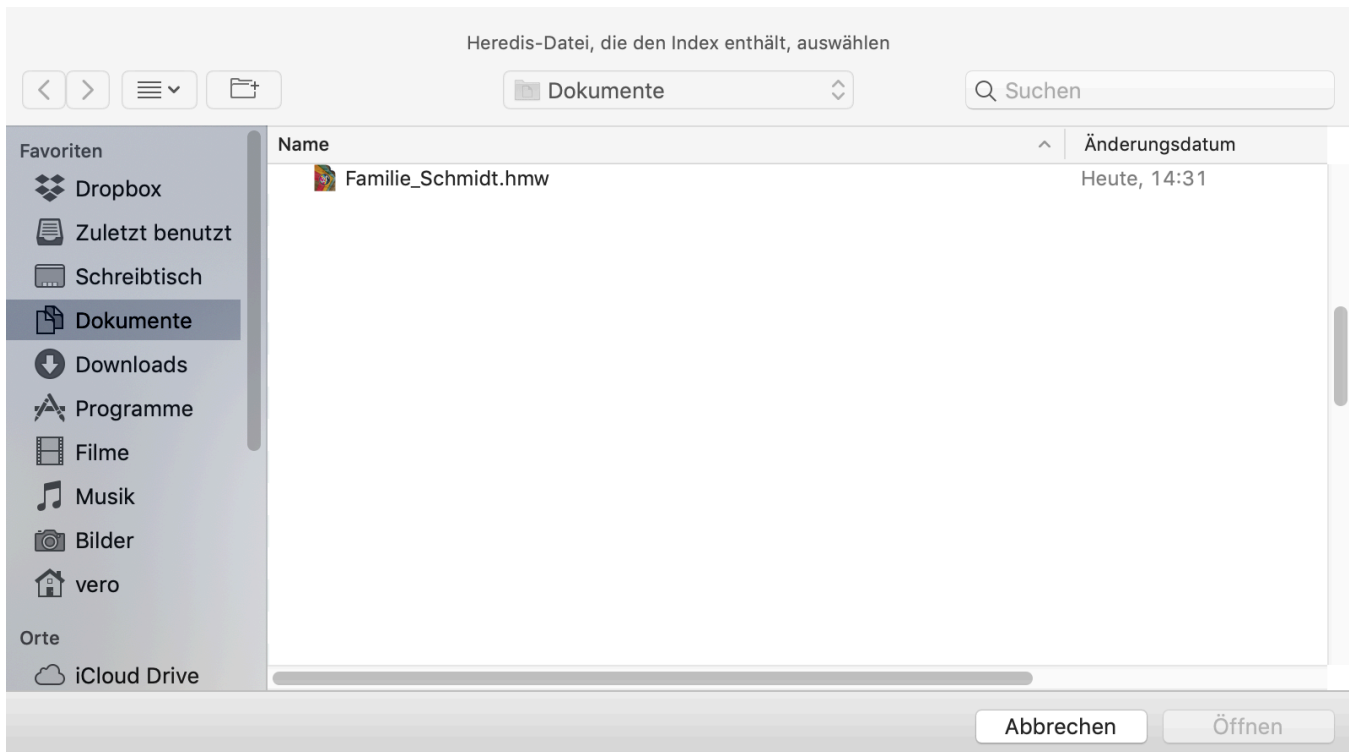 Heredis-Datei, die den Index enthält, auswählen
Dokumente
Suchen
Favoriten
Dropbox
Zuletzt benutzt
Schreibtisch
Dokumente
Downloads
Programme
Filme
Musik
Bilder
vero
Orte
iCloud Drive
Name
Änderungsdatum
Familie_Schmidt.hmw
Heute, 14:31
Abbrechen
Öffnen